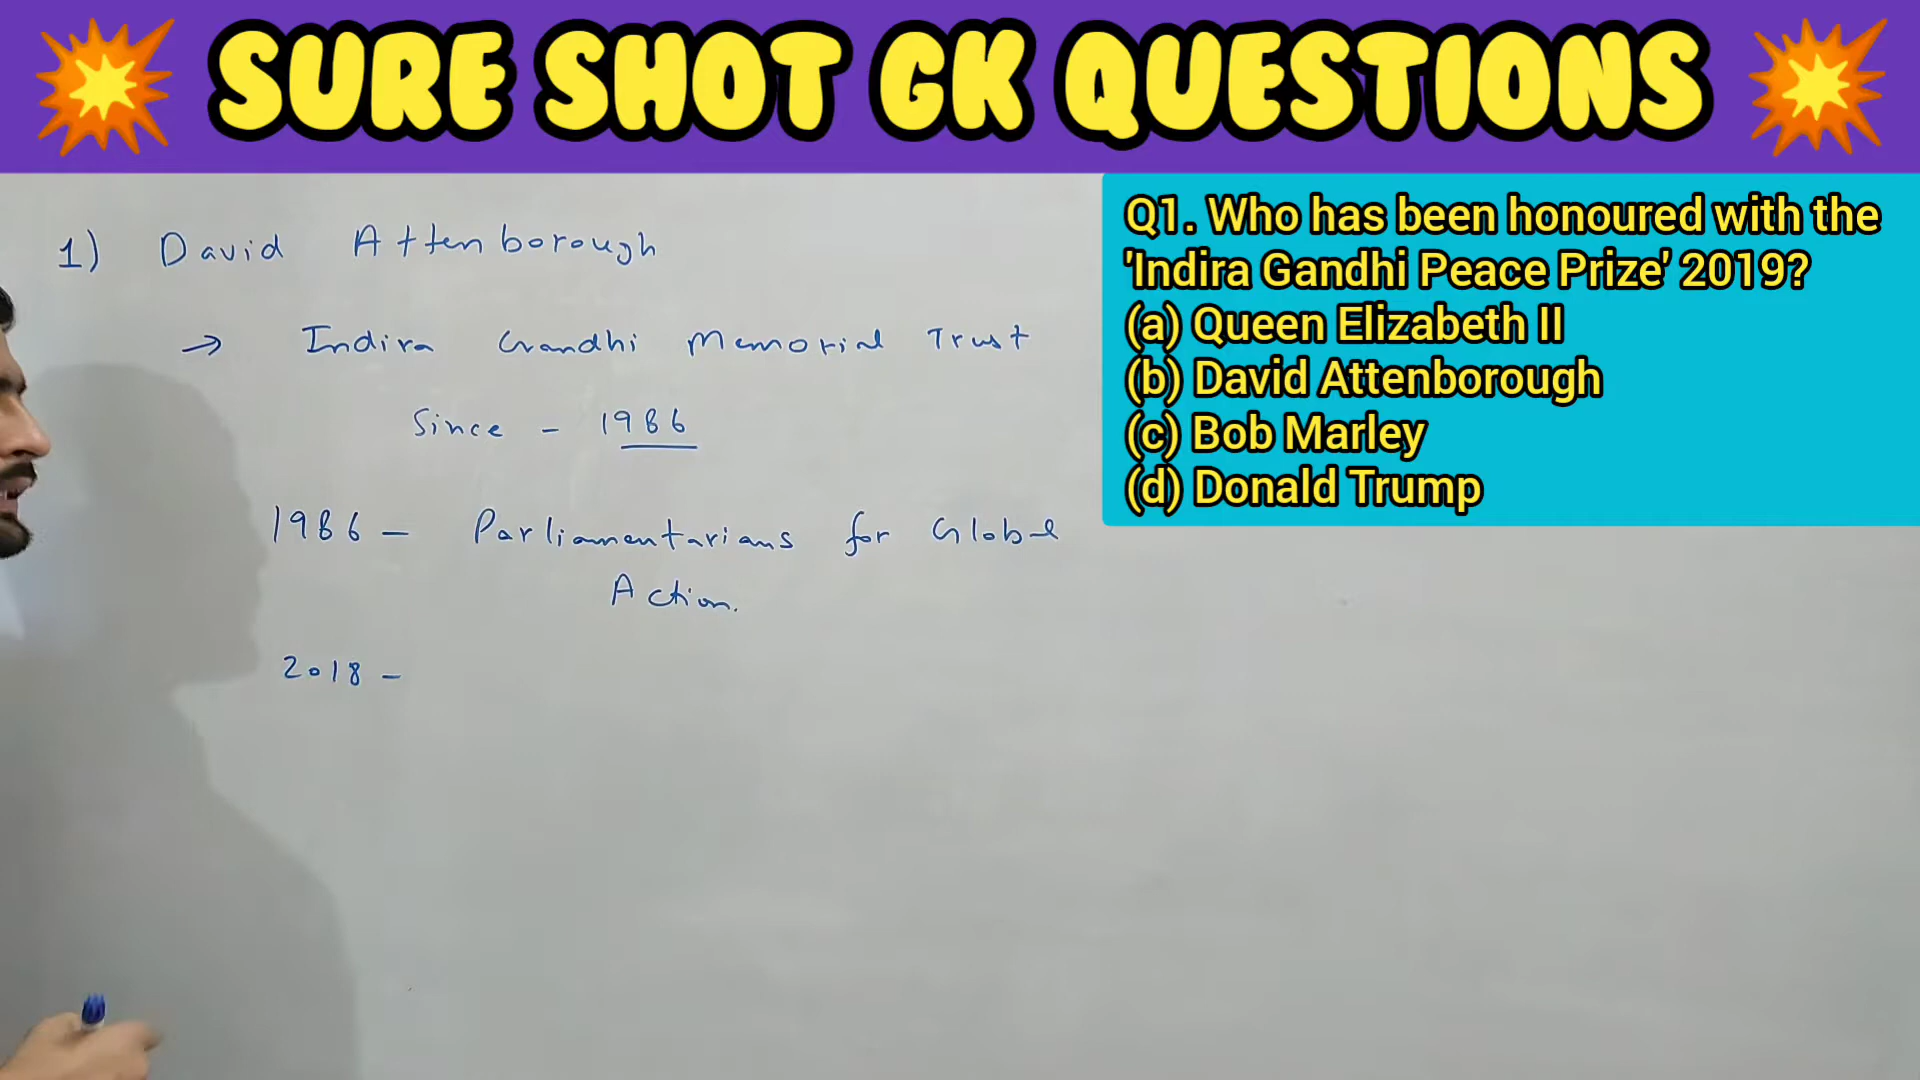 SURE SHOT GK QUESTIONS
1) David Attenborough
→ Indira Gandhi Memorial Trust
Since - 1986
1986 - Parliamentarians for Global
Action.
2018 -
Q1. Who has been honoured with the
'Indira Gandhi Peace Prize' 2019?
(a) Queen Elizabeth II
(b) David Attenborough
(c) Bob Marley
(d) Donald Trump